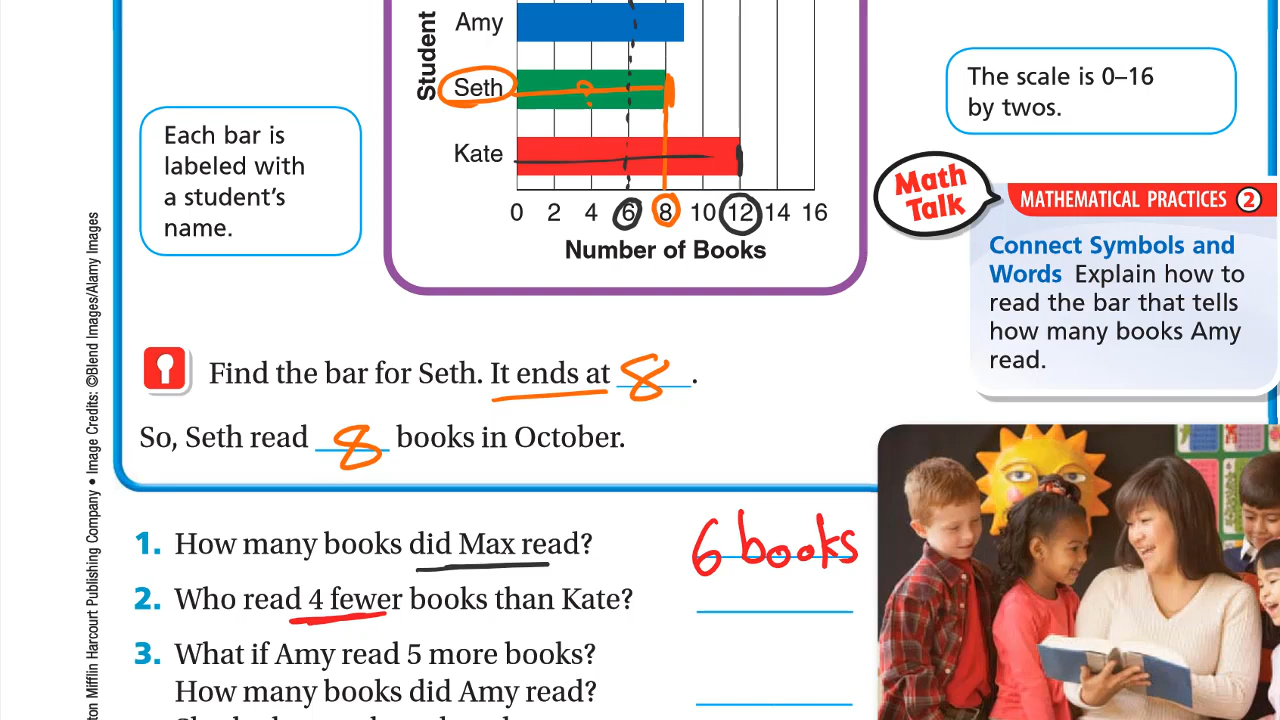 Student
Amy
Seth
Kate
0 2 4 6 8 10 12 14 16
Number of Books
The scale is 0–16
by twos.
Each bar is
labeled with
a student's
name.
Math
Talk
MATHEMATICAL PRACTICES 2
Connect Symbols and
Words Explain how to
read the bar that tells
how many books Amy
read.
Find the bar for Seth. It ends at 8.
So, Seth read 8 books in October.
1. How many books did Max read? 6 books
2. Who read 4 fewer books than Kate?
3. What if Amy read 5 more books?
How many books did Amy read?
ton Mifflin Harcourt Publishing Company • Image Credits: ©Blend Images/Alamy Images